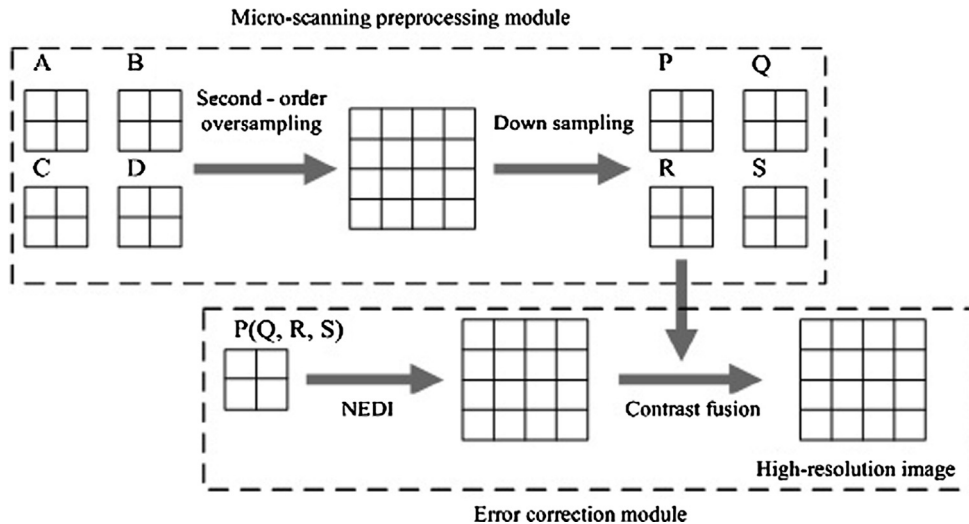 Micro-scanning preprocessing module
A B P Q
Second - order
oversampling
Down sampling
C D R S
P(Q, R, S)
NEDI
Contrast fusion
High-resolution image
Error correction module